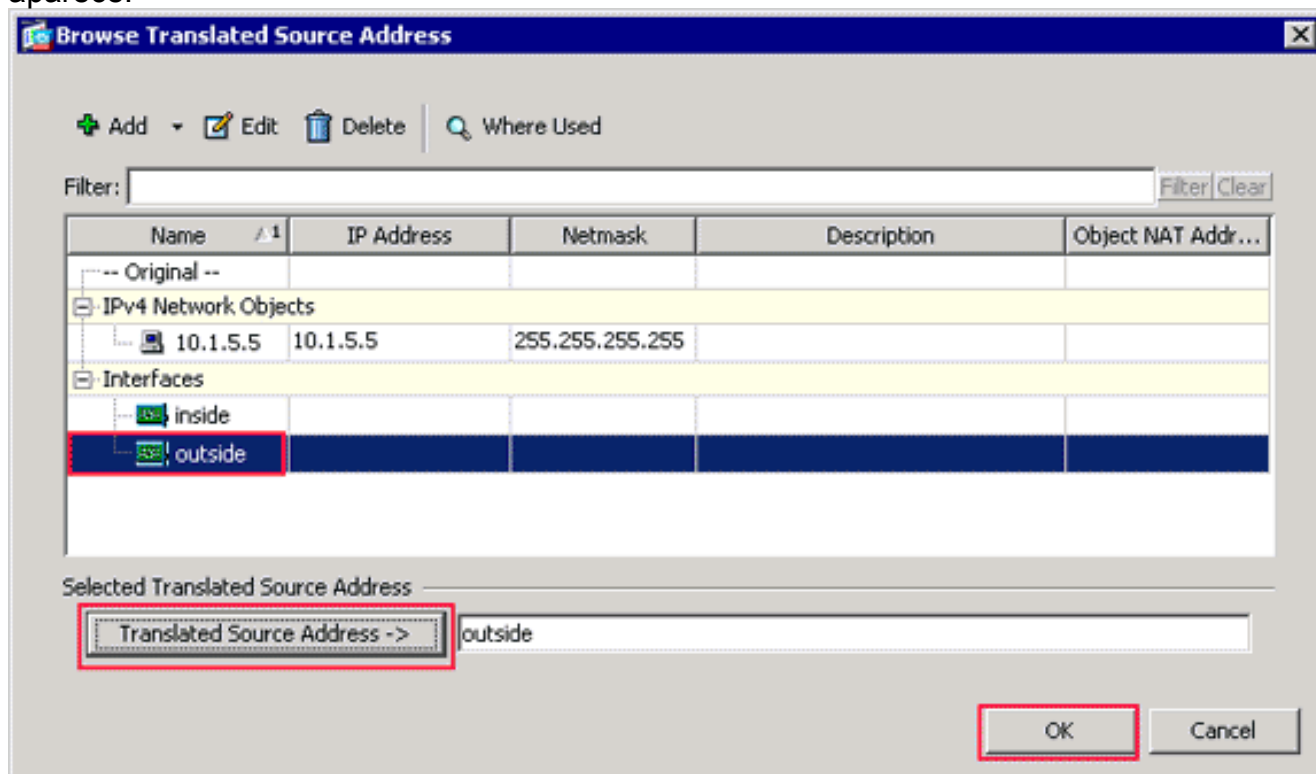 aparece.
Browse Translated Source Address
Add Edit Delete Where Used
Filter: Filter Clear
Name 1 IP Address Netmask Description Object NAT Addr...
-- Original --
IPv4 Network Objects
10.1.5.5 10.1.5.5 255.255.255.255
Interfaces
inside
outside
Selected Translated Source Address
Translated Source Address -> outside
OK Cancel